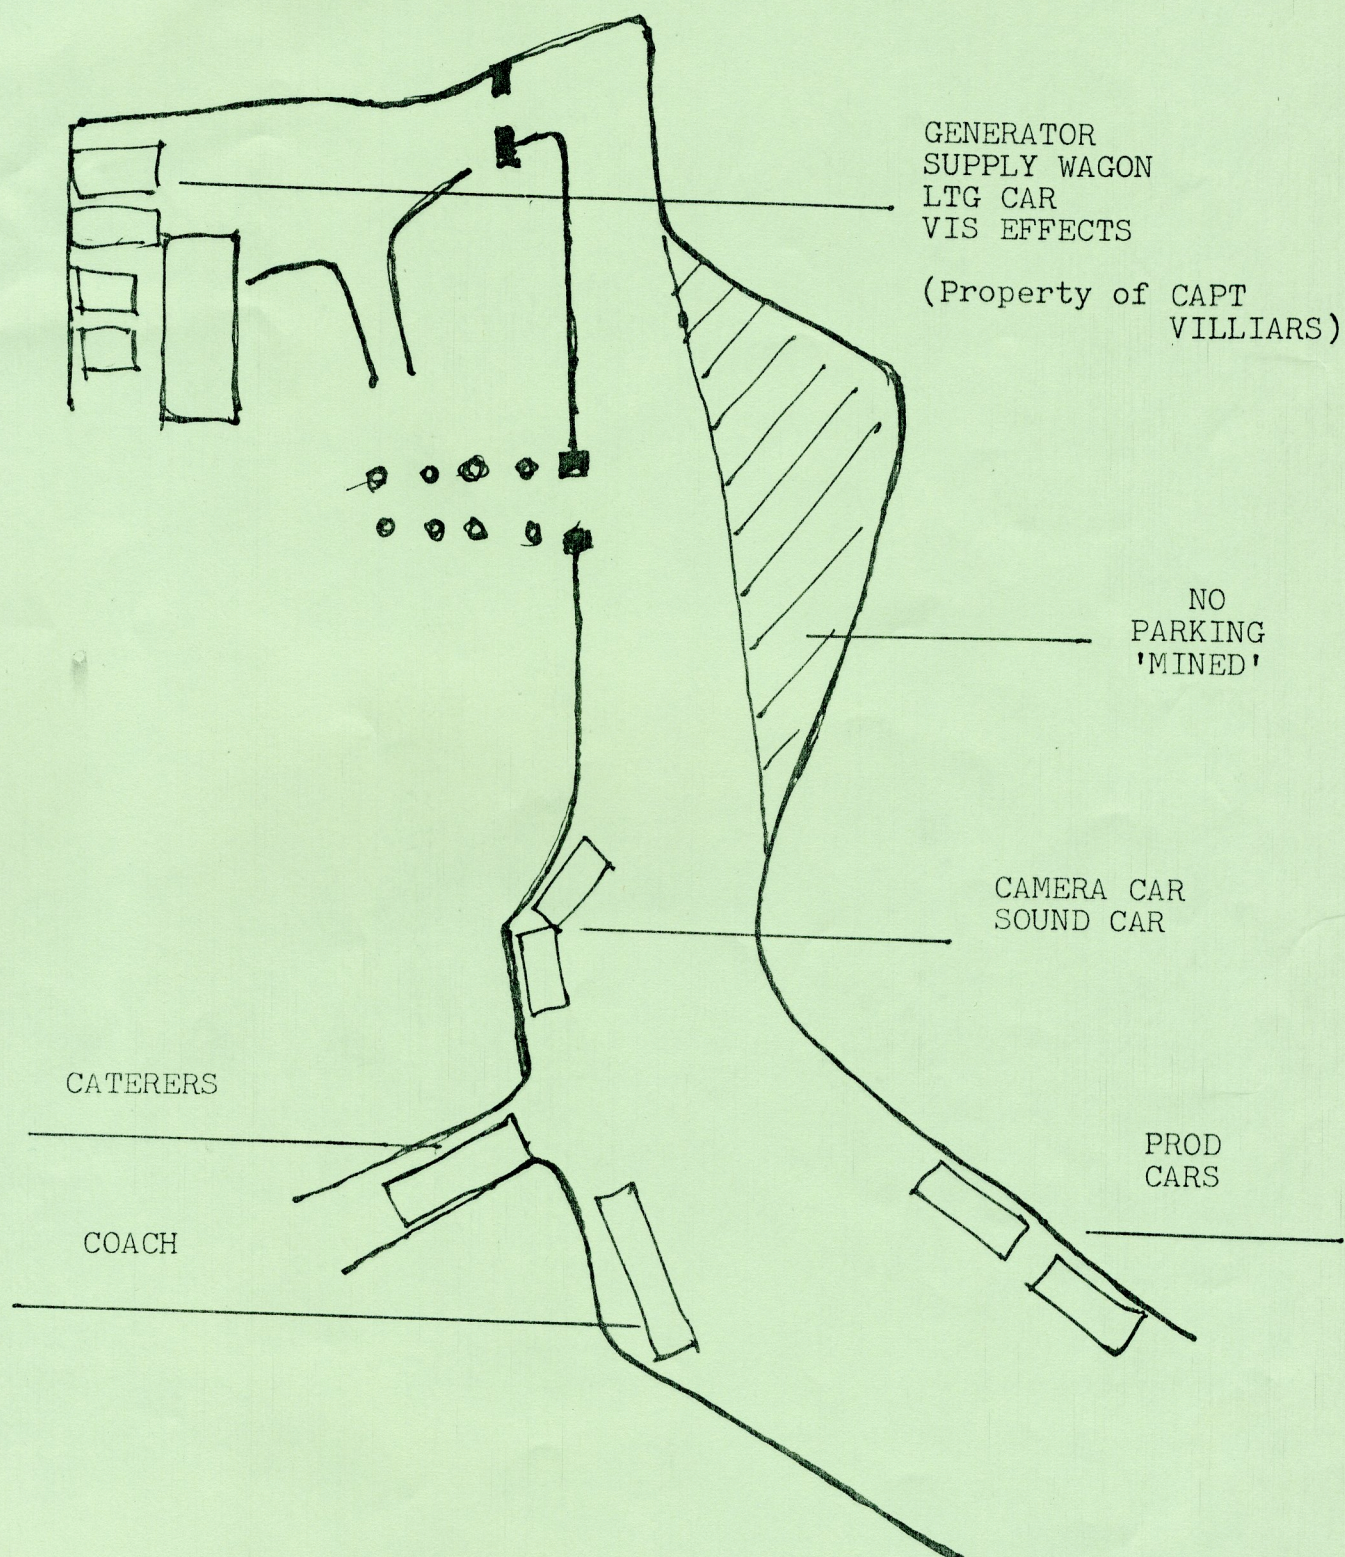 GENERATOR
SUPPLY WAGON
LTG CAR
VIS EFFECTS
(Property of CAPT
VILLIARS)
NO
PARKING
'MINED'
CAMERA CAR
SOUND CAR
CATERERS
PROD
CARS
COACH